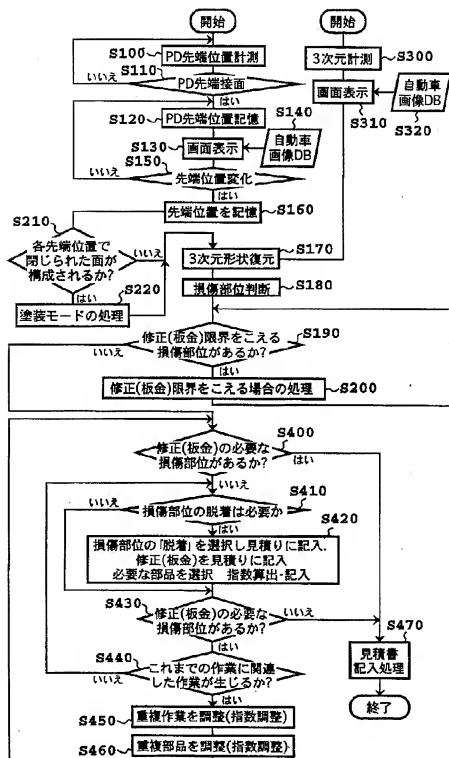 開始
S100
PD先端位置計測
S110
いいえ
PD先端接面
はい
S120
PD先端位置記憶
S140
S130
画面表示
自動車
画像DB
S150
いいえ
先端位置変化
はい
先端位置を記憶
S160
S210
各先端位置で
閉じられた面が
構成されるか?
いいえ
はい
S220
塗装モードの処理
開始
3次元計測
S300
画面表示
S310
自動車
画像DB
S320
3次元形状復元
S170
損傷部位判断
S180
修正(板金)限界をこえる
損傷部位があるか?
S190
いいえ
はい
修正(板金)限界をこえる場合の処理
S200
S400
修正(板金)の必要な
損傷部位があるか?
はい
いいえ
いいえ
S410
損傷部位の脱着は必要か
はい
S420
損傷部位の「脱着」を選択し見積りに記入.
修正(板金)を見積りに記入
必要な部品を選択 指数算出・記入
S430
修正(板金)の必要な
損傷部位があるか?
いいえ
はい
S440
これまでの作業に関連
した作業が生じるか?
いいえ
はい
S450
重複作業を調整(指数調整)
S460
重複部品を調整(指数調整)
S470
見積書
記入処理
終了